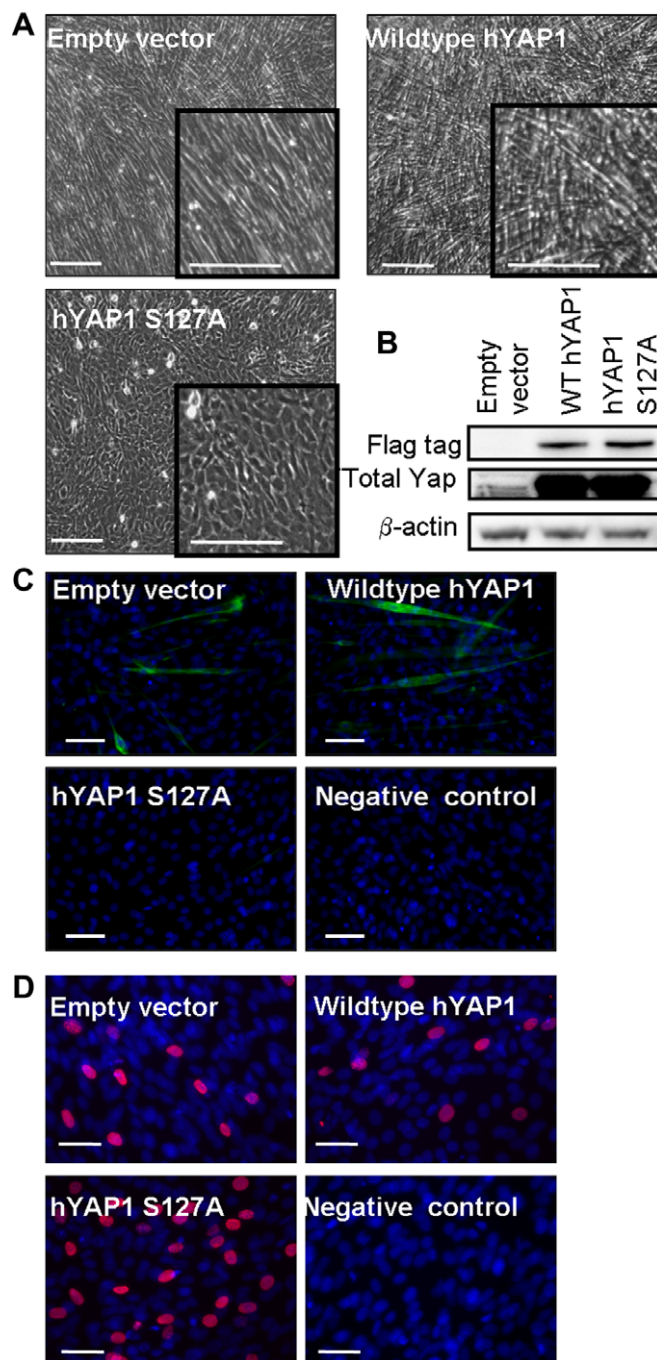 A
Empty vector
Wildtype hYAP1
hYAP1 S127A
B
Empty
vector
WT hYAP1
hYAP1
S127A
Flag tag
Total Yap
β-actin
C
Empty vector
Wildtype hYAP1
hYAP1 S127A
Negative control
D
Empty vector
Wildtype hYAP1
hYAP1 S127A
Negative control